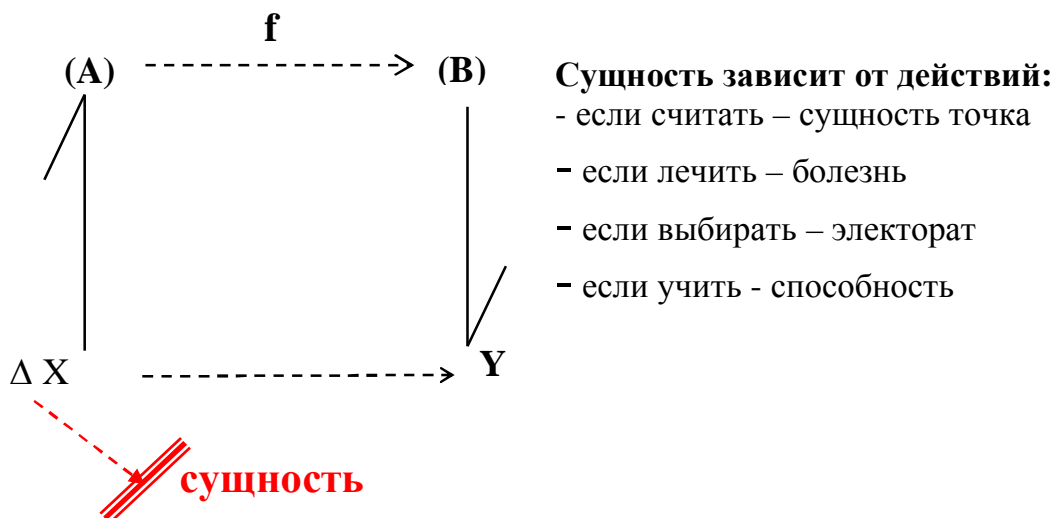 f
(A)
(B)
Сущность зависит от действий:
- если считать – сущность точка
- если лечить – болезнь
- если выбирать – электорат
- если учить - способность
Δ X
Y
сущность